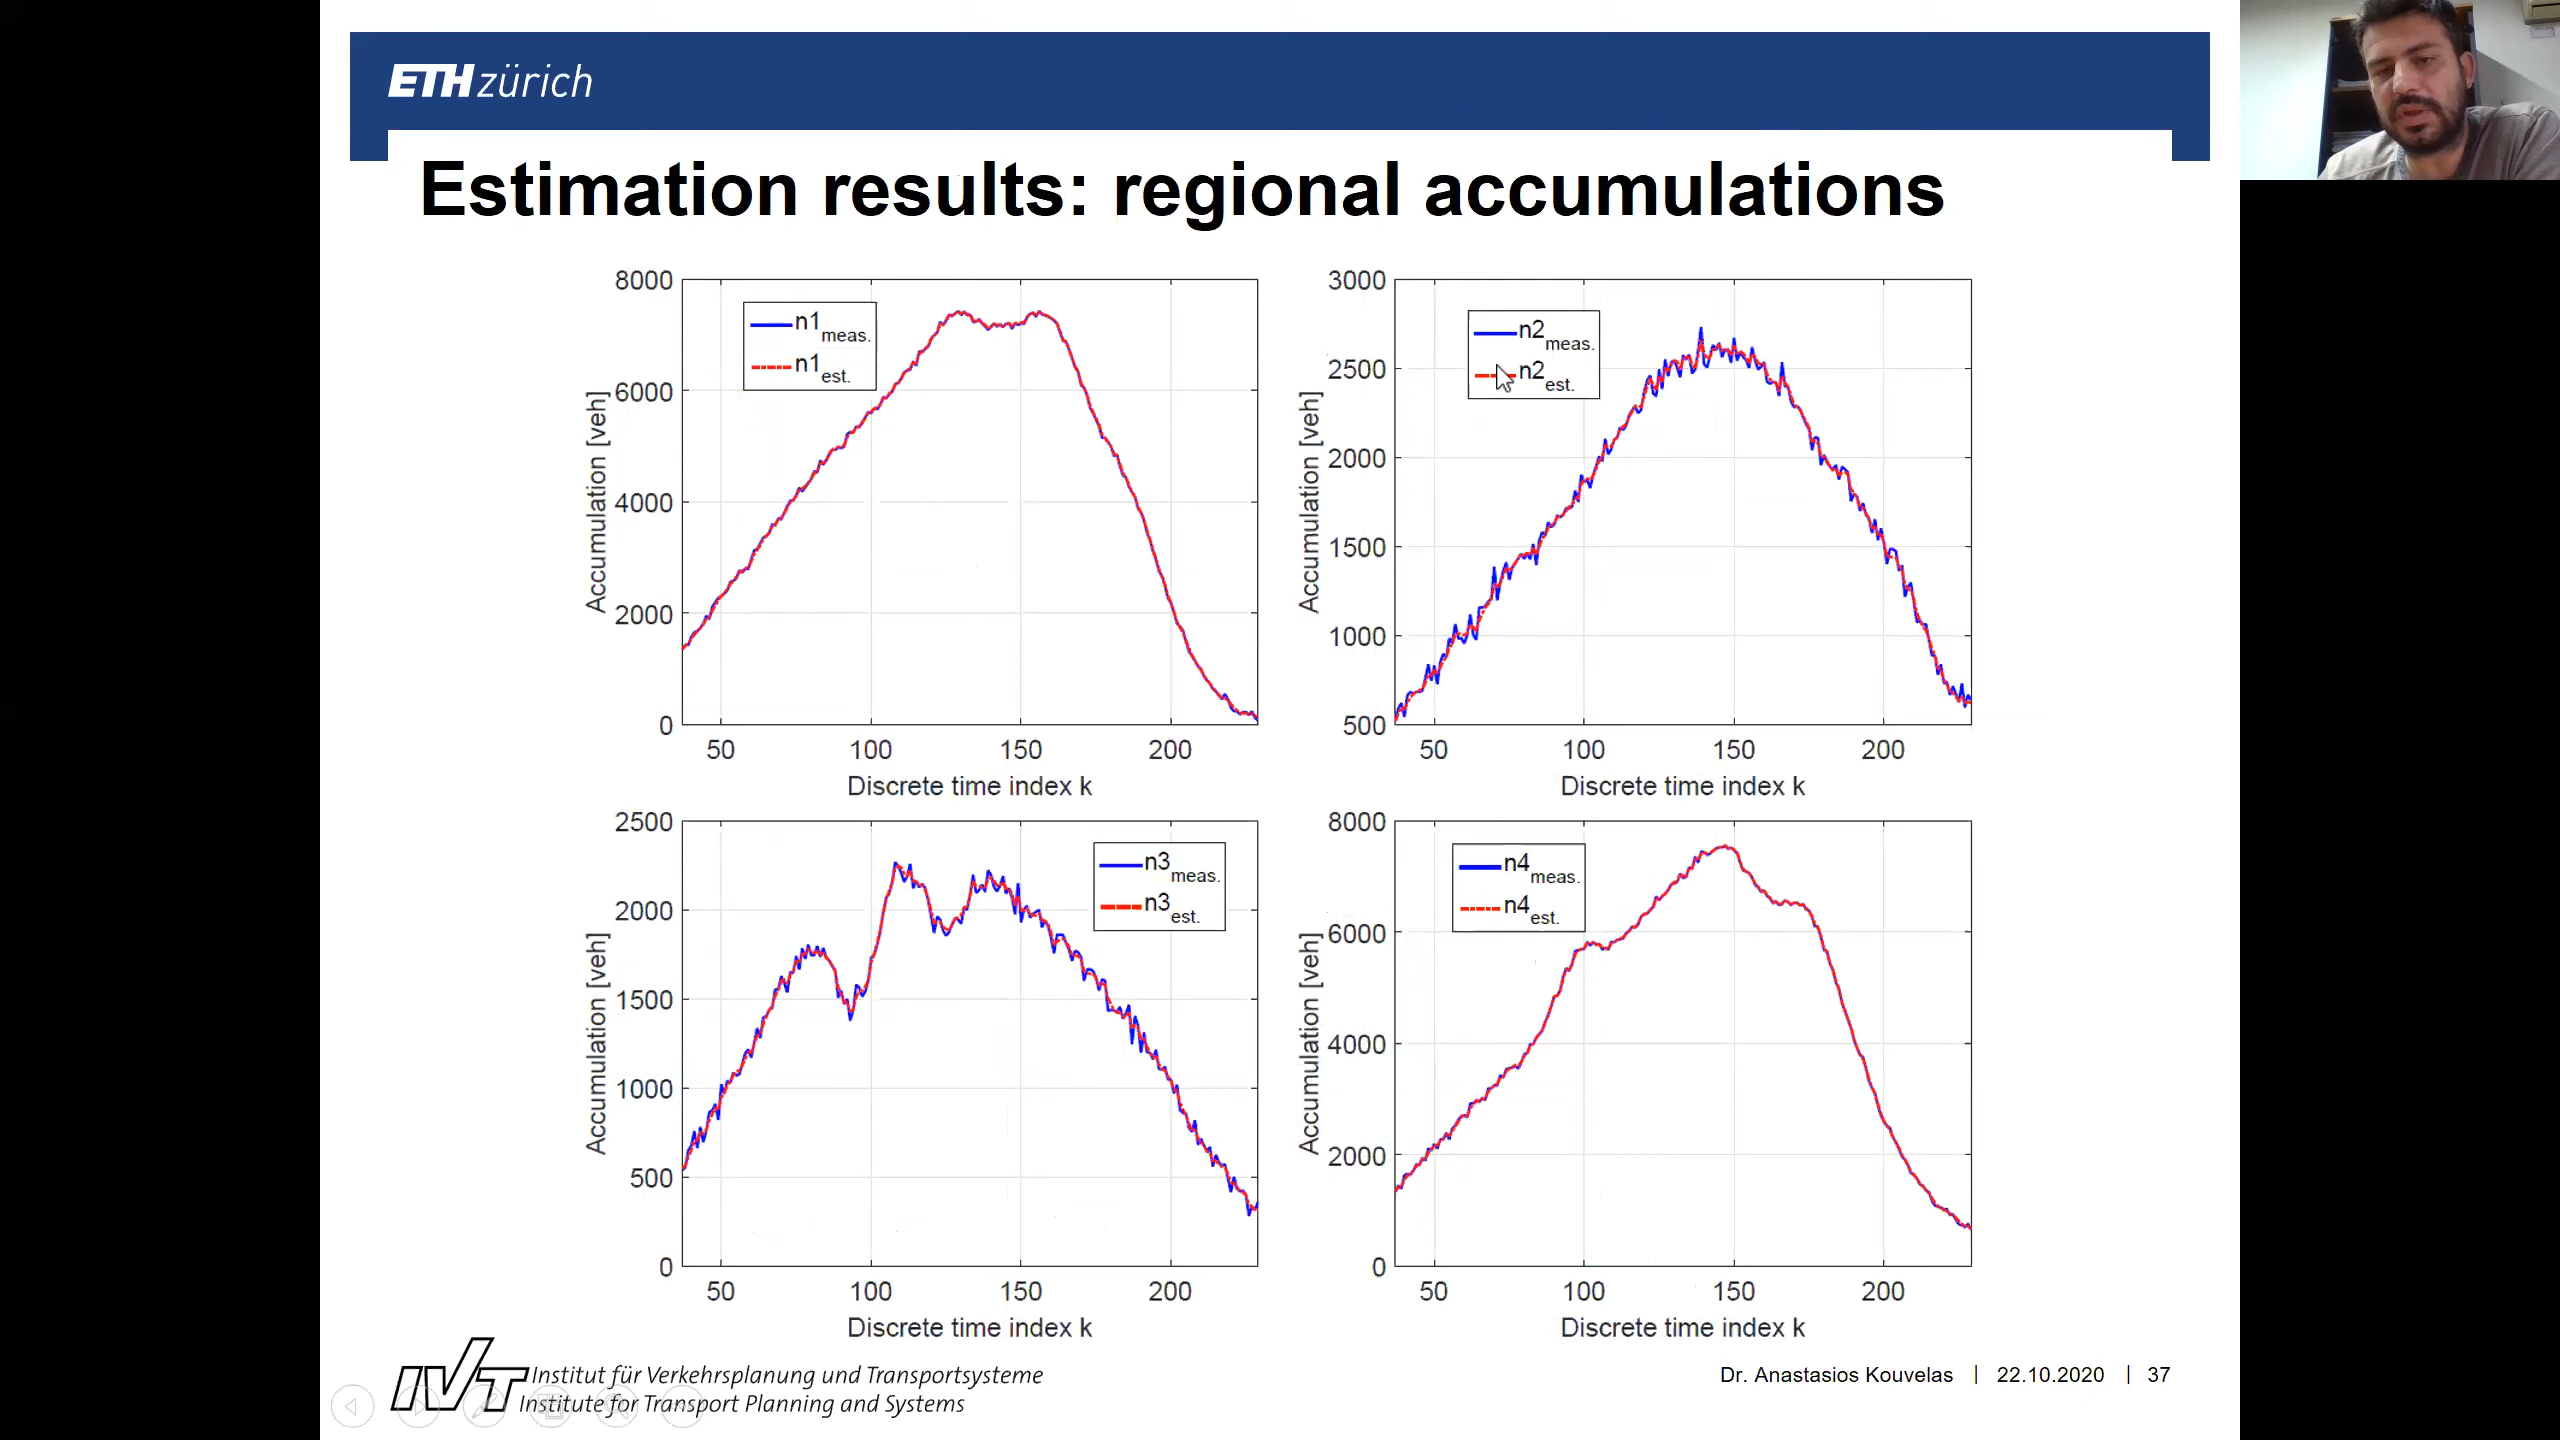 ETH zürich
Estimation results: regional accumulations
8000
6000
4000
2000
0
Accumulation [veh]
n1meas.
n1est.
50 100 150 200
Discrete time index k
3000
2500
2000
1500
1000
500
Accumulation [veh]
n2meas.
n2est.
50 100 150 200
Discrete time index k
2500
2000
1500
1000
500
0
Accumulation [veh]
n3meas.
n3est.
50 100 150 200
Discrete time index k
8000
6000
4000
2000
0
Accumulation [veh]
n4meas.
n4est.
50 100 150 200
Discrete time index k
IVT Institut für Verkehrsplanung und Transportsysteme
Institute for Transport Planning and Systems
Dr. Anastasios Kouvelas | 22.10.2020 | 37